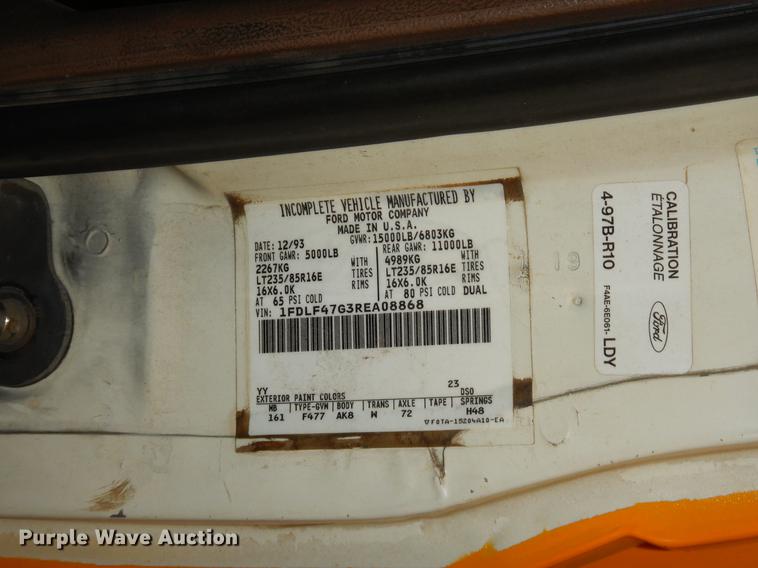 INCOMPLETE VEHICLE MANUFACTURED BY
FORD MOTOR COMPANY
MADE IN U.S.A.
DATE: 12/93 GVWR: 15000LB/6803KG
FRONT GAWR: 5000LB REAR GAWR: 11000LB
2267KG WITH 4989KG WITH
LT235/85R16E TIRES LT235/85R16E TIRES
16X6.0K RIMS 16X6.0K RIMS
AT 65 PSI COLD AT 80 PSI COLD DUAL
VIN: 1FDLF47G3REA08868
YY 23
EXTERIOR PAINT COLORS DSO
WB TYPE-GVW BODY TRANS AXLE TAPE SPRINGS
161 F477 AK8 W 72 H48
19
CALIBRATION
ÉTALONNAGE
4-97B-R10
F4AE-6E061- LDY
Ford
Purple Wave Auction